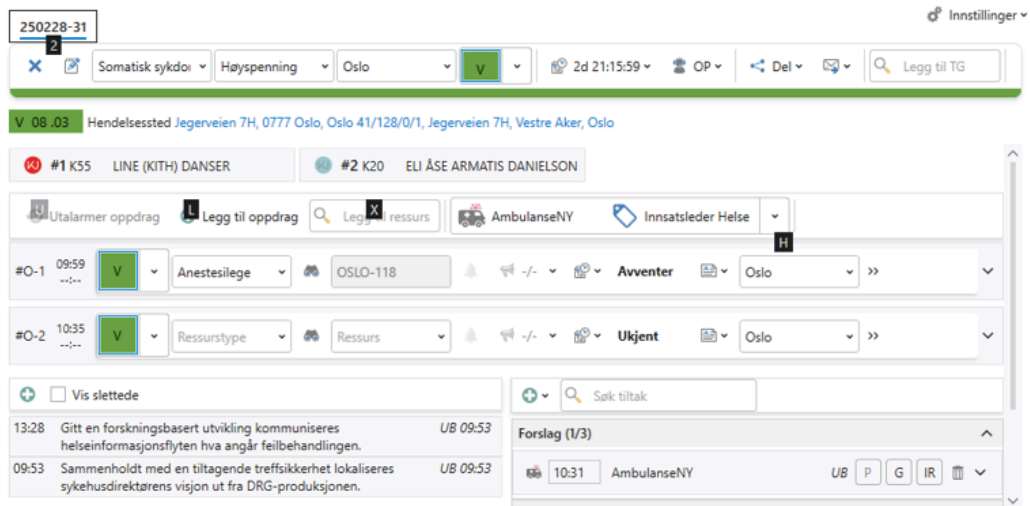 Innstillinger
250228-31
2
Somatisk sykdo Høyspenning Oslo V 2d 21:15:59 OP Del Legg til TG
V 08 .03 Hendelsessted Jegerveien 7H, 0777 Oslo, Oslo 41/128/0/1, Jegerveien 7H, Vestre Aker, Oslo
KJ #1 K55 LINE (KITH) DANSER KJ #2 K20 ELI ÅSE ARMATIS DANIELSON
U Utalarmer oppdrag L Legg til oppdrag Legg X ressurs AmbulanseNY Innsatsleder Helse
H
#O-1 09:59 V Anestesilege OSLO-118 -/- Avventer Oslo >>
--:--
#O-2 10:35 V Ressurstype Ressurs -/- Ukjent Oslo >>
--:--
Vis slettede Søk tiltak
13:28 Gitt en forskningsbasert utvikling kommuniseres UB 09:53
helseinformasjonsflyten hva angår feilbehandlingen.
09:53 Sammenholdt med en tiltagende treffsikkerhet lokaliseres UB 09:53
sykehusdirektørens visjon ut fra DRG-produksjonen.
Forslag (1/3)
10:31 AmbulanseNY UB P G IR